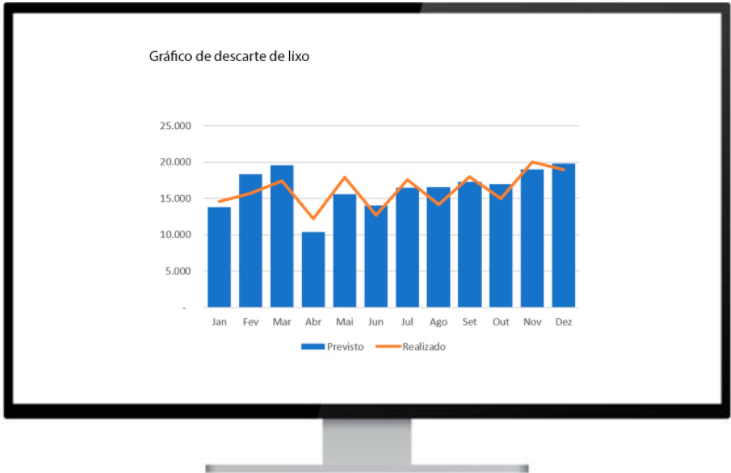 Gráfico de descarte de lixo
25.000
20.000
15.000
10.000
5.000
-
Jan Fev Mar Abr Mai Jun Jul Ago Set Out Nov Dez
Previsto Realizado